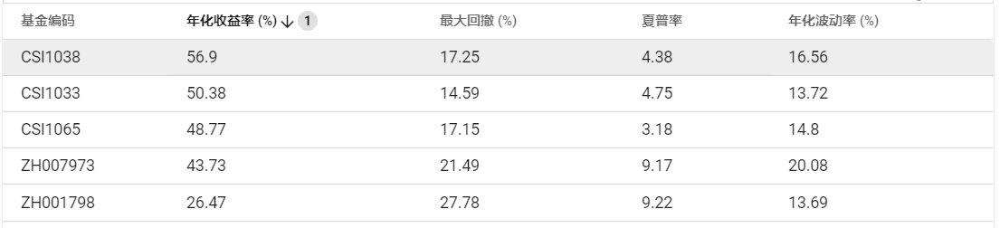 基金编码 年化收益率 (%) ↓ 1 最大回撤 (%) 夏普率 年化波动率 (%)
CSI1038 56.9 17.25 4.38 16.56
CSI1033 50.38 14.59 4.75 13.72
CSI1065 48.77 17.15 3.18 14.8
ZH007973 43.73 21.49 9.17 20.08
ZH001798 26.47 27.78 9.22 13.69